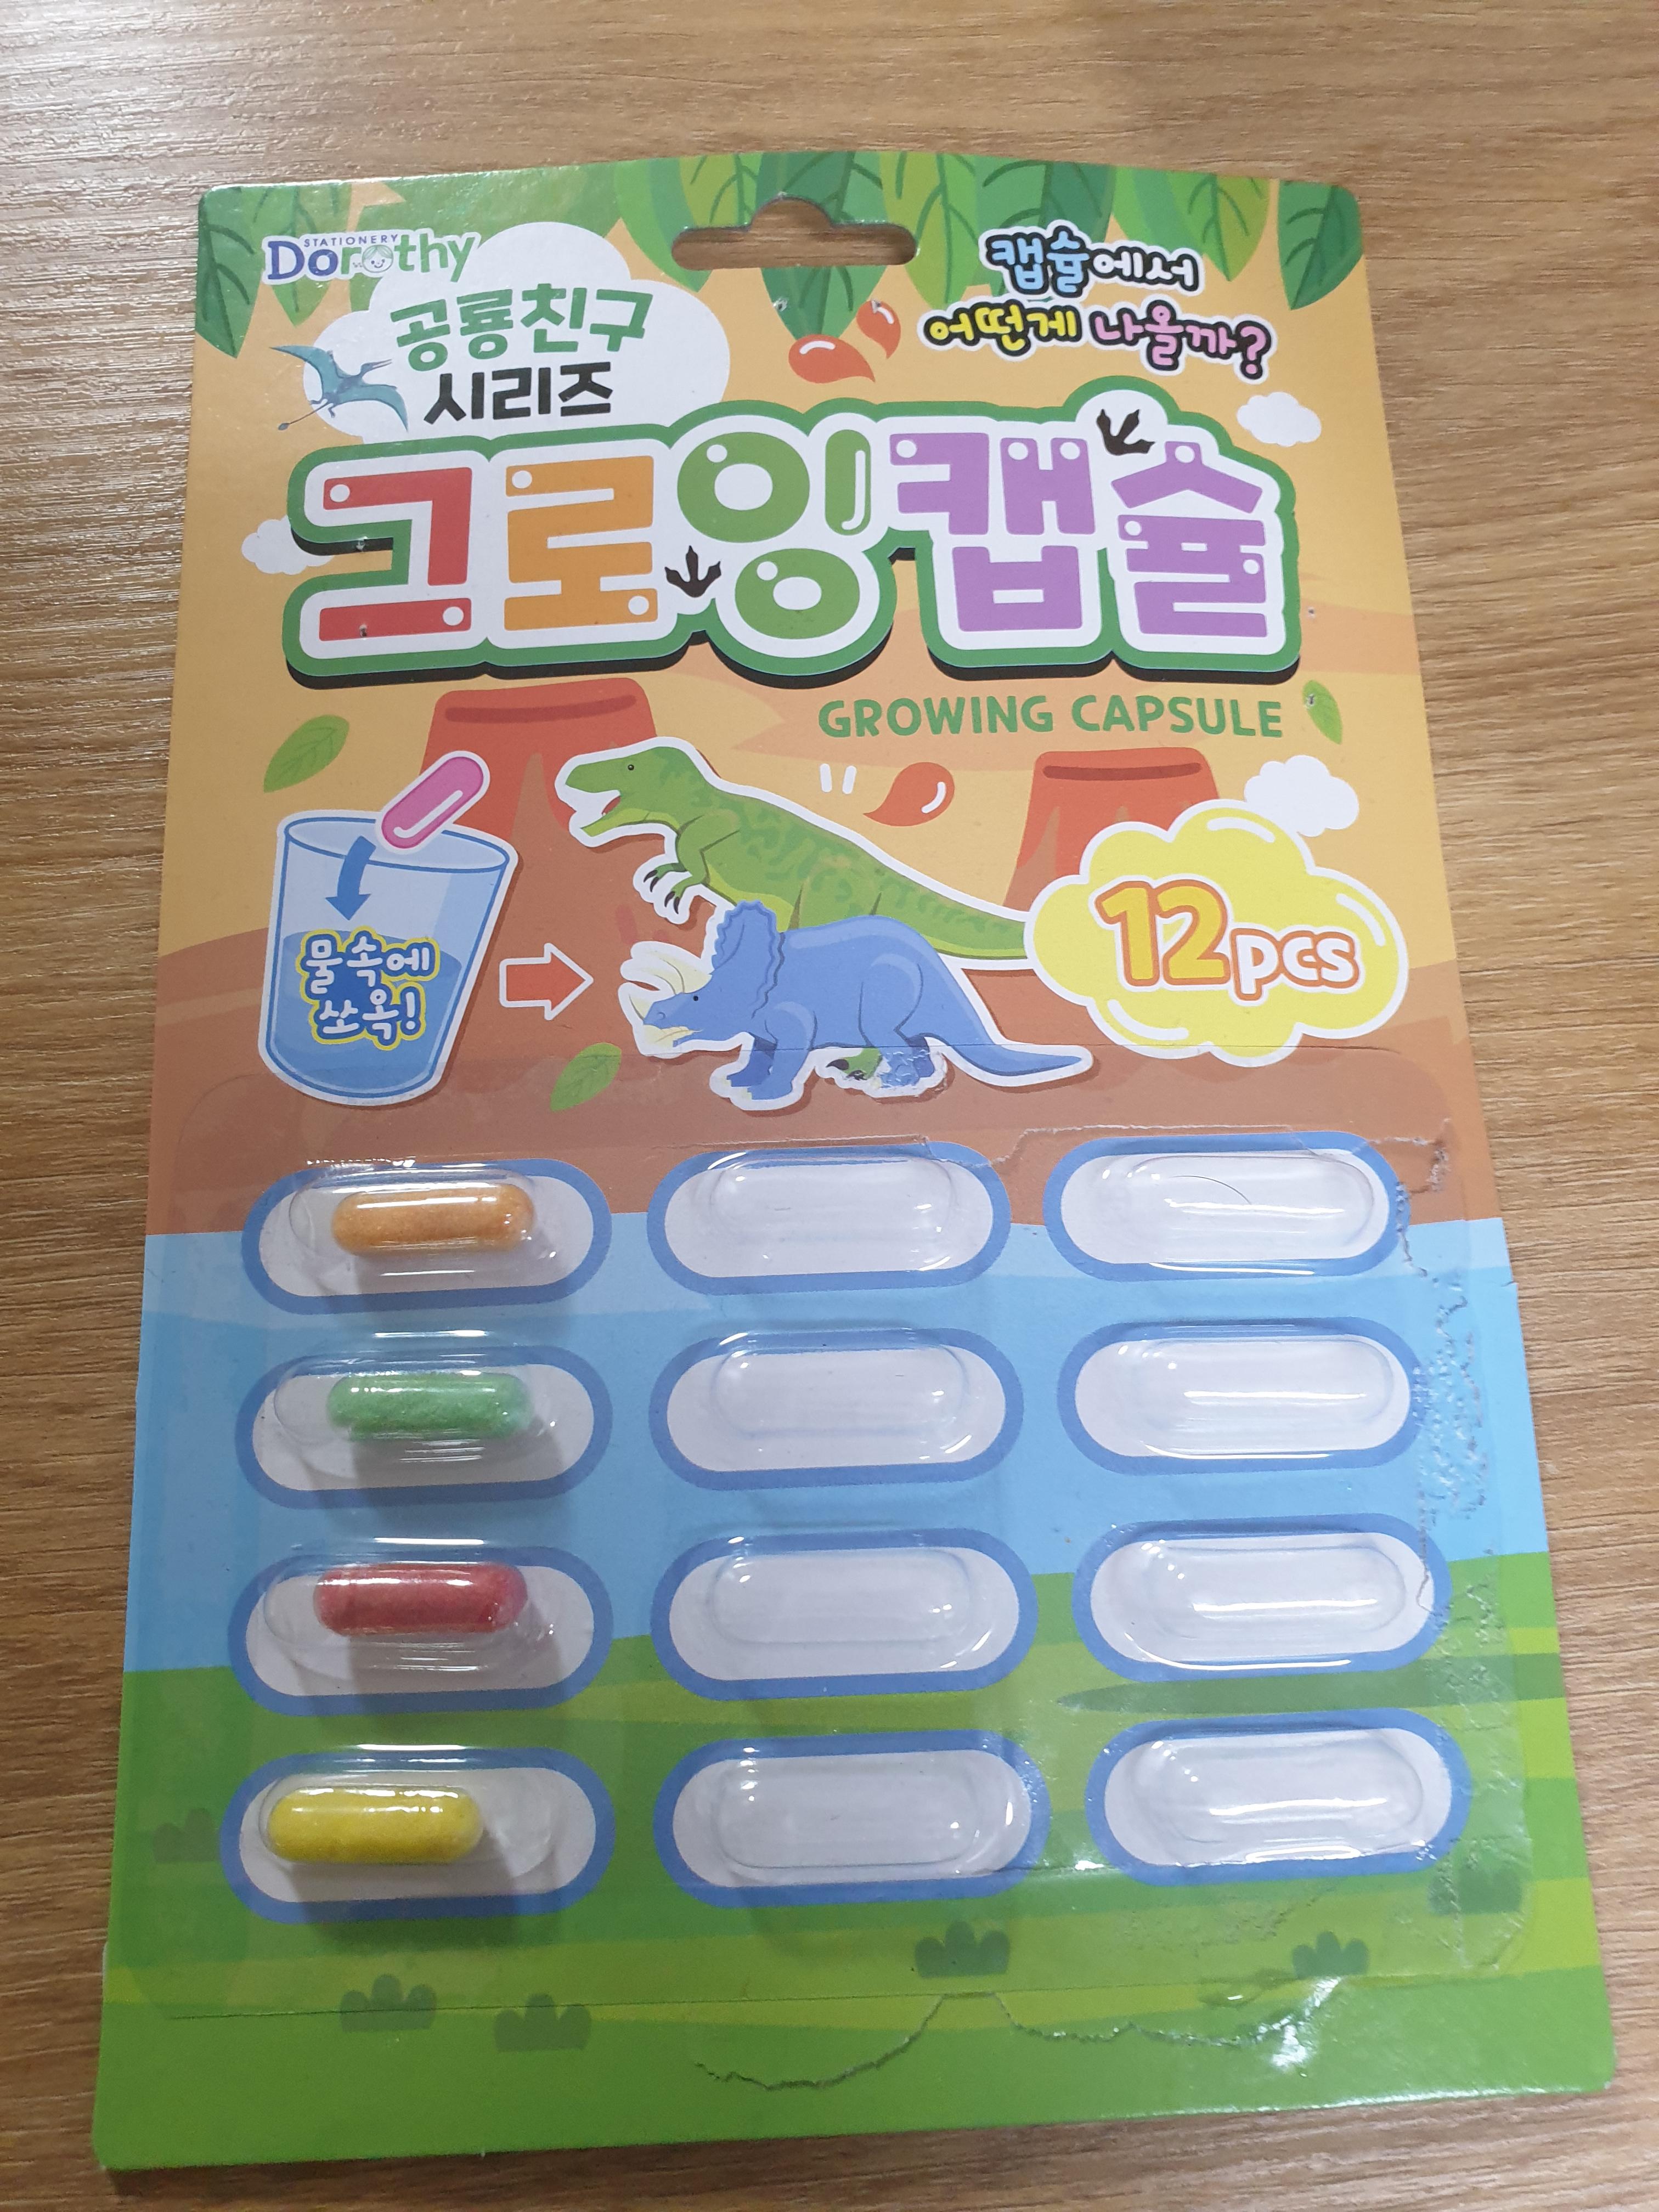 STATIONERY
Dorothy
공룡친구
시리즈
캡슐에서
어떤게 나올까?
그로잉캡슐
GROWING CAPSULE
물속에
쏘옥!
12pcs